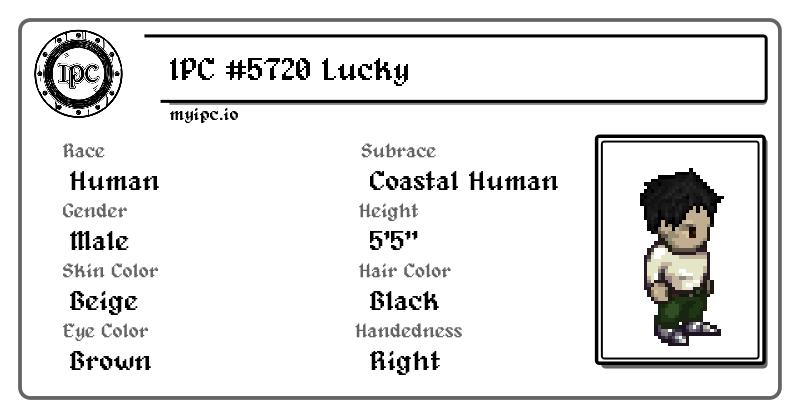 IPC
IPC #5720 Lucky
myipc.io
Race
Human
Subrace
Coastal Human
Gender
Male
Height
5'5"
Skin Color
Beige
Hair Color
Black
Eye Color
Brown
Handedness
Right